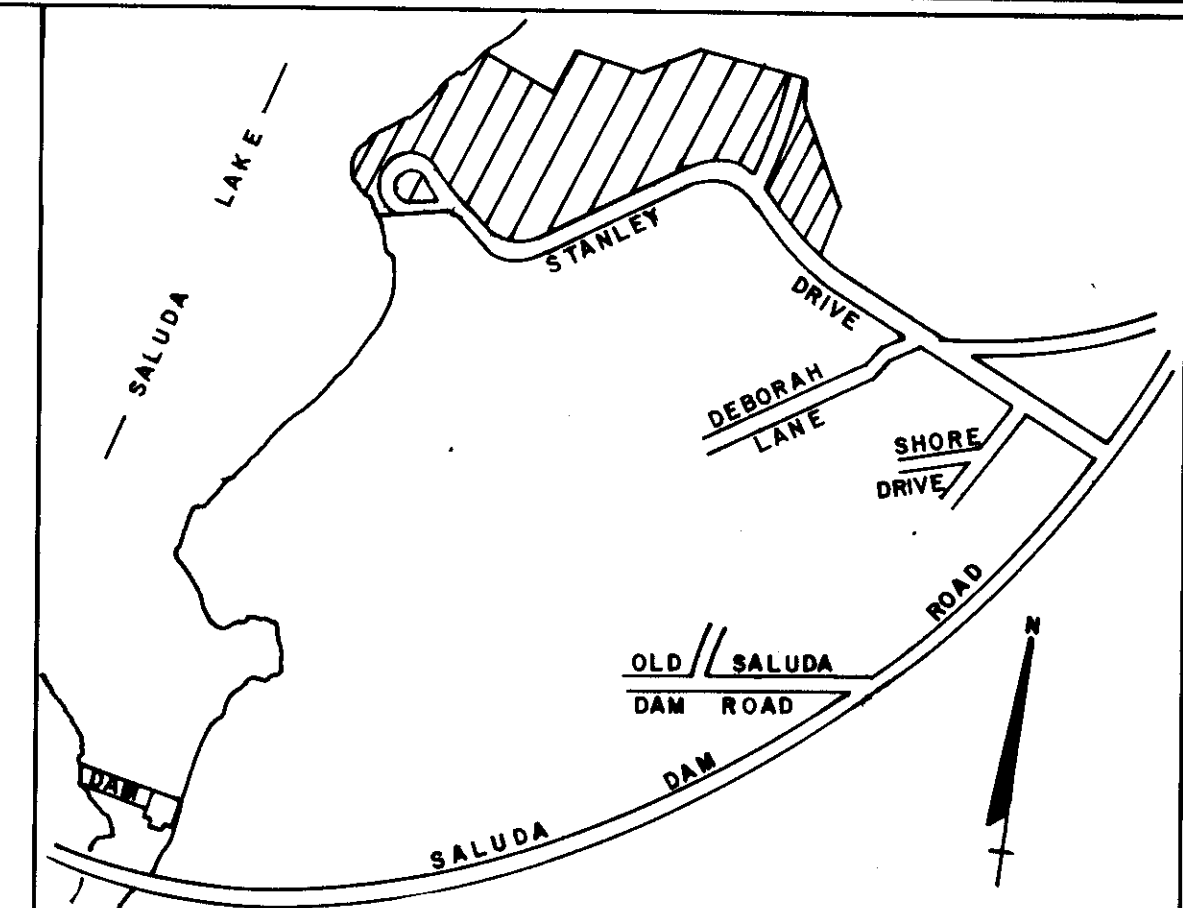 SALUDA LAKE
STANLEY DRIVE
DEBORAH
LANE
SHORE
DRIVE
OLD SALUDA
DAM ROAD
SALUDA DAM ROAD
DAM
N